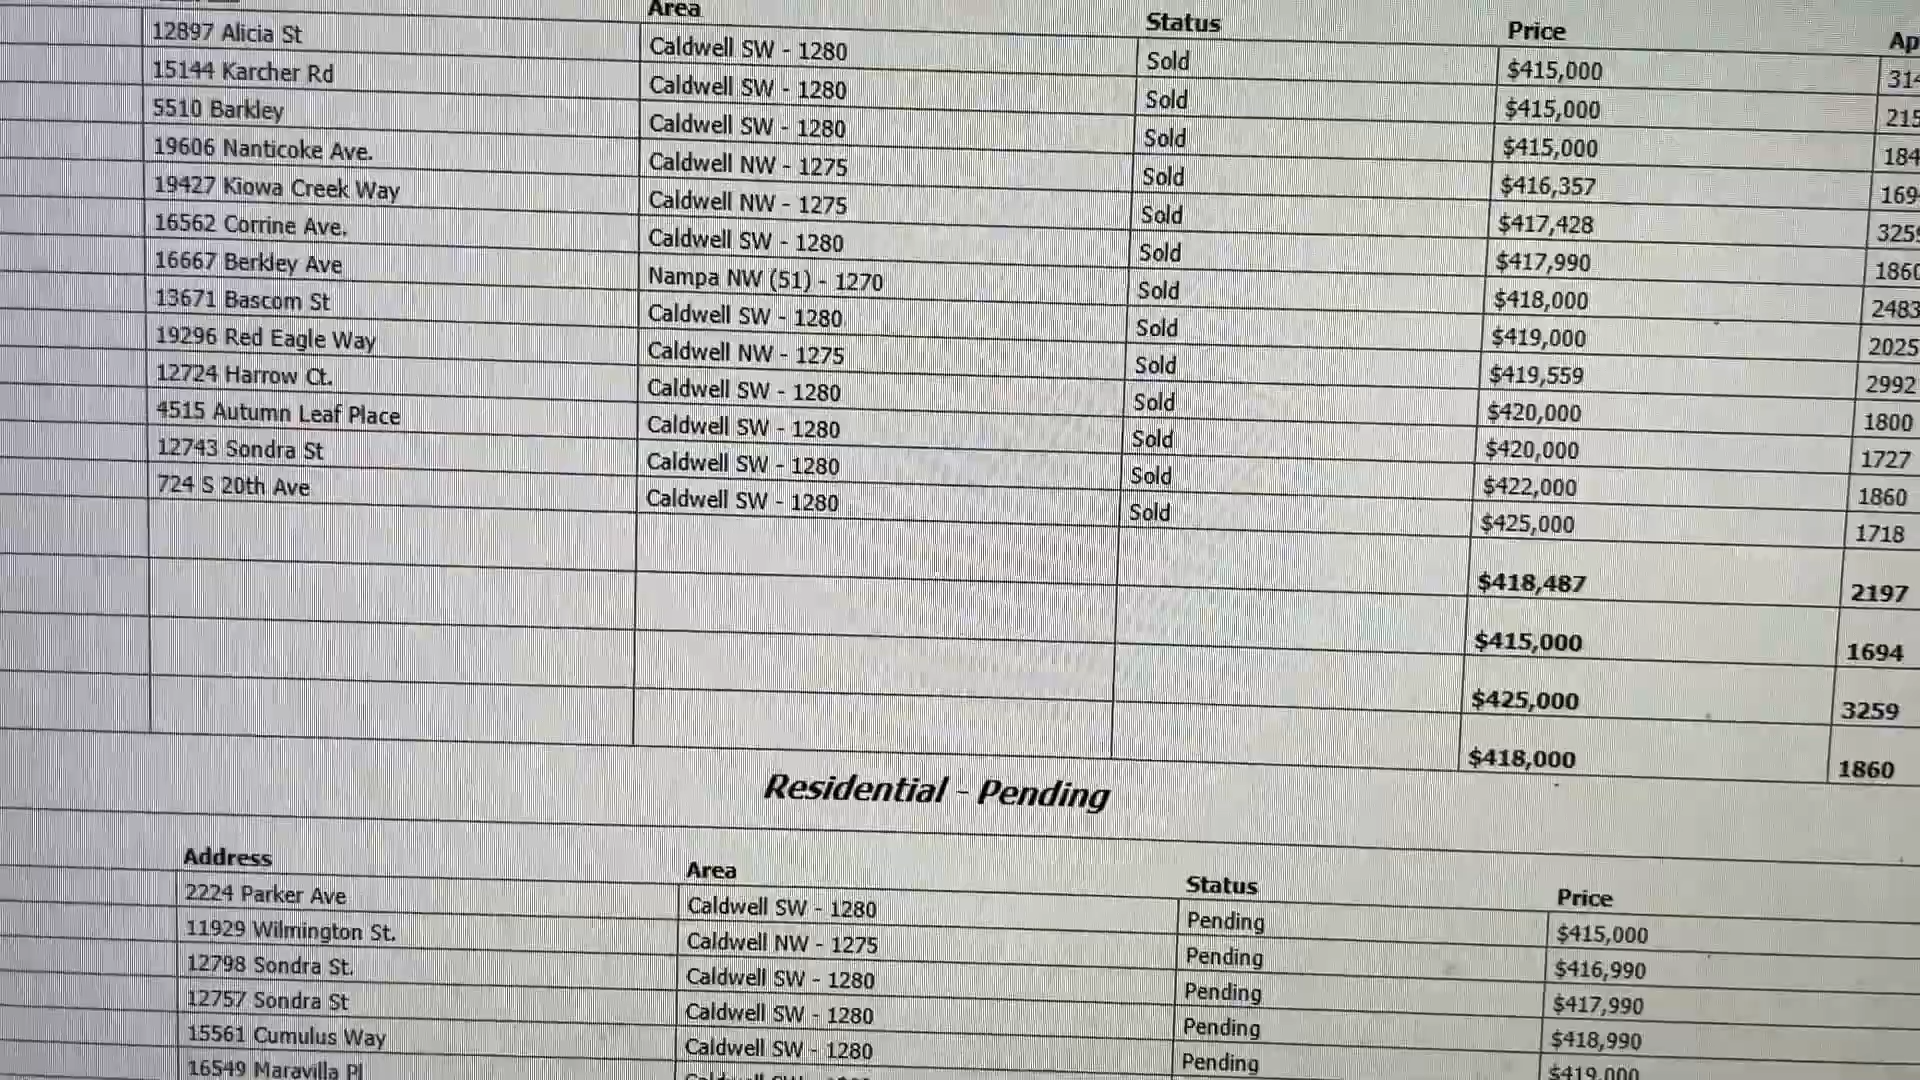 Area Status Price Ap
12897 Alicia St Caldwell SW - 1280 Sold $415,000 314
15144 Karcher Rd Caldwell SW - 1280 Sold $415,000 215
5510 Barkley Caldwell SW - 1280 Sold $415,000 184
19606 Nanticoke Ave. Caldwell NW - 1275 Sold $416,357 169
19427 Kiowa Creek Way Caldwell NW - 1275 Sold $417,428 3259
16562 Corrine Ave. Caldwell SW - 1280 Sold $417,990 1860
16667 Berkley Ave Nampa NW (51) - 1270 Sold $418,000 2483
13671 Bascom St Caldwell SW - 1280 Sold $419,000 2025
19296 Red Eagle Way Caldwell NW - 1275 Sold $419,559 2992
12724 Harrow Ct. Caldwell SW - 1280 Sold $420,000 1800
4515 Autumn Leaf Place Caldwell SW - 1280 Sold $420,000 1727
12743 Sondra St Caldwell SW - 1280 Sold $422,000 1860
724 S 20th Ave Caldwell SW - 1280 Sold $425,000 1718
$418,487 2197
$415,000 1694
$425,000 3259
$418,000 1860
Residential - Pending
Address Area Status Price
2224 Parker Ave Caldwell SW - 1280 Pending $415,000
11929 Wilmington St. Caldwell NW - 1275 Pending $416,990
12798 Sondra St. Caldwell SW - 1280 Pending $417,990
12757 Sondra St Caldwell SW - 1280 Pending $418,990
15561 Cumulus Way Caldwell SW - 1280 Pending $419,000
16549 Maravilla Pl